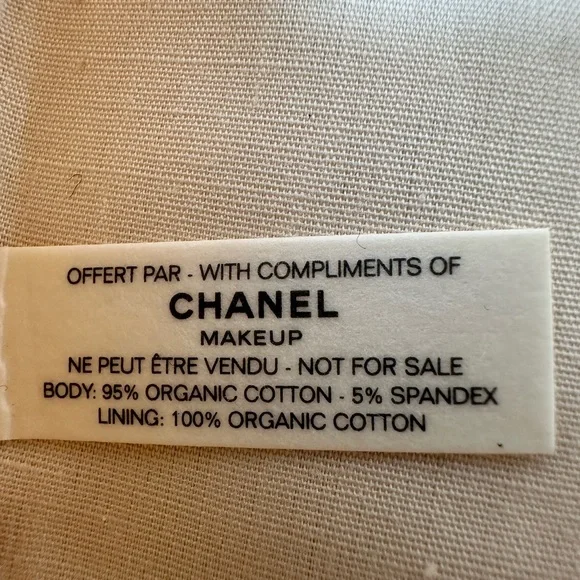 OFFERT PAR - WITH COMPLIMENTS OF
CHANEL
MAKEUP
NE PEUT ÊTRE VENDU - NOT FOR SALE
BODY: 95% ORGANIC COTTON - 5% SPANDEX
LINING: 100% ORGANIC COTTON